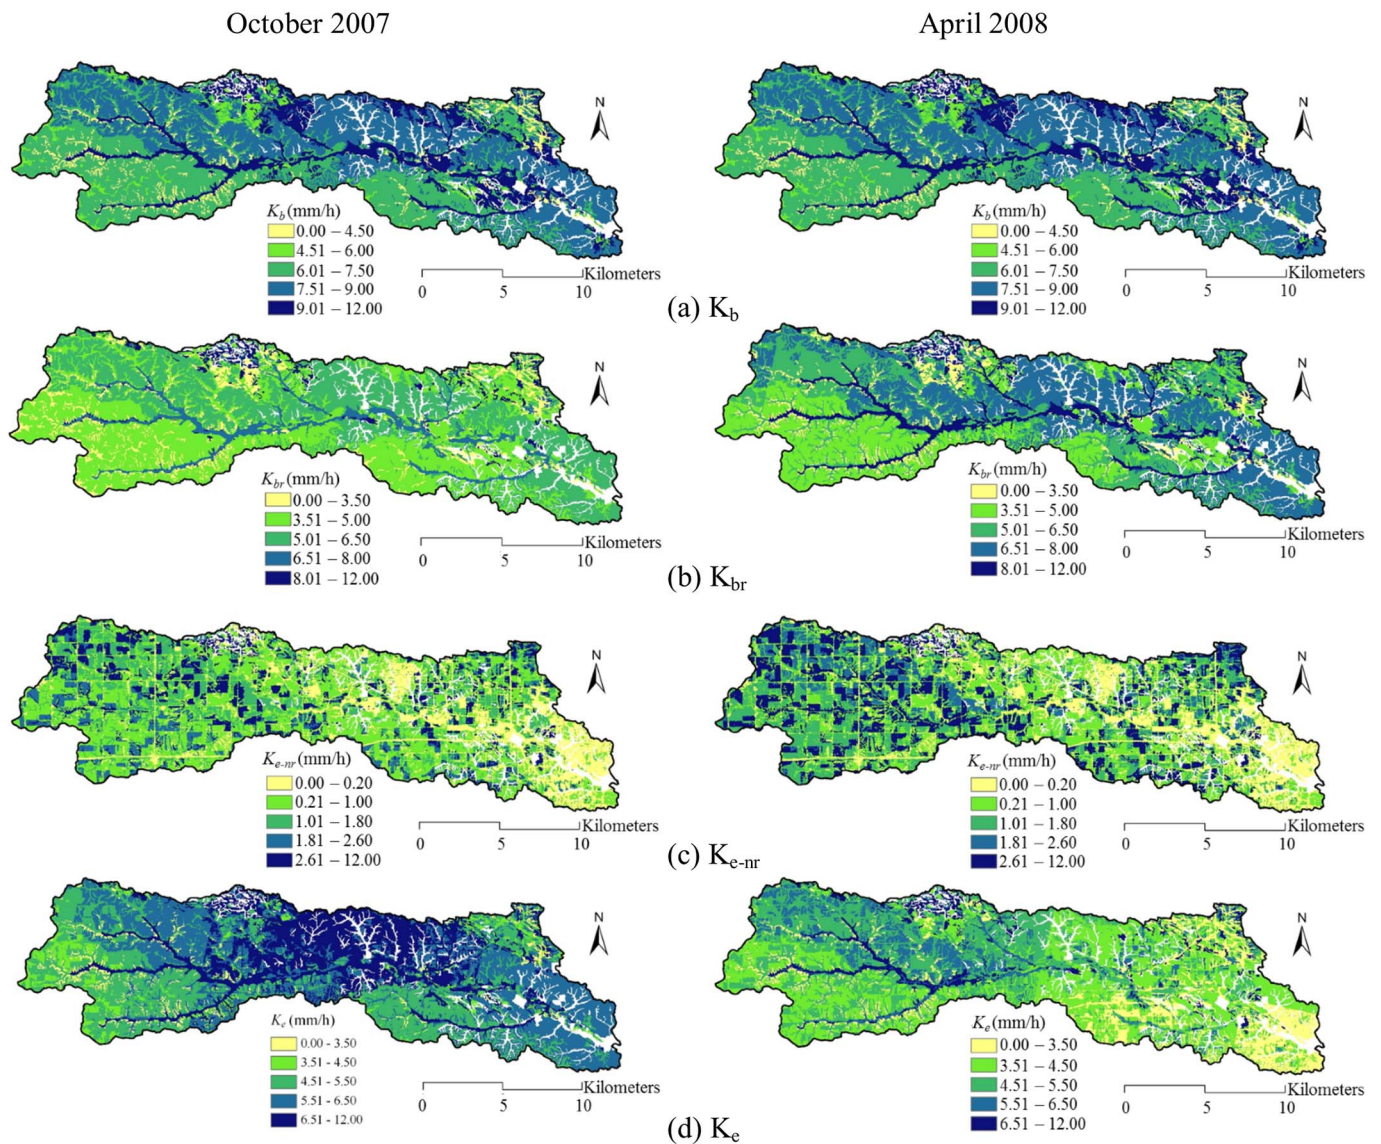 October 2007
April 2008
N
K_b (mm/h)
0.00 – 4.50
4.51 – 6.00
6.01 – 7.50
7.51 – 9.00
9.01 – 12.00
Kilometers
0 5 10
N
K_b (mm/h)
0.00 – 4.50
4.51 – 6.00
6.01 – 7.50
7.51 – 9.00
9.01 – 12.00
Kilometers
0 5 10
(a) K_b
N
K_br (mm/h)
0.00 – 3.50
3.51 – 5.00
5.01 – 6.50
6.51 – 8.00
8.01 – 12.00
Kilometers
0 5 10
N
K_br (mm/h)
0.00 – 3.50
3.51 – 5.00
5.01 – 6.50
6.51 – 8.00
8.01 – 12.00
Kilometers
0 5 10
(b) K_br
N
K_e-nr (mm/h)
0.00 – 0.20
0.21 – 1.00
1.01 – 1.80
1.81 – 2.60
2.61 – 12.00
Kilometers
0 5 10
N
K_e-nr (mm/h)
0.00 – 0.20
0.21 – 1.00
1.01 – 1.80
1.81 – 2.60
2.61 – 12.00
Kilometers
0 5 10
(c) K_e-nr
N
K_e (mm/h)
0.00 - 3.50
3.51 - 4.50
4.51 - 5.50
5.51 - 6.50
6.51 - 12.00
Kilometers
0 5 10
N
K_e (mm/h)
0.00 – 3.50
3.51 – 4.50
4.51 – 5.50
5.51 – 6.50
6.51 – 12.00
Kilometers
0 5 10
(d) K_e